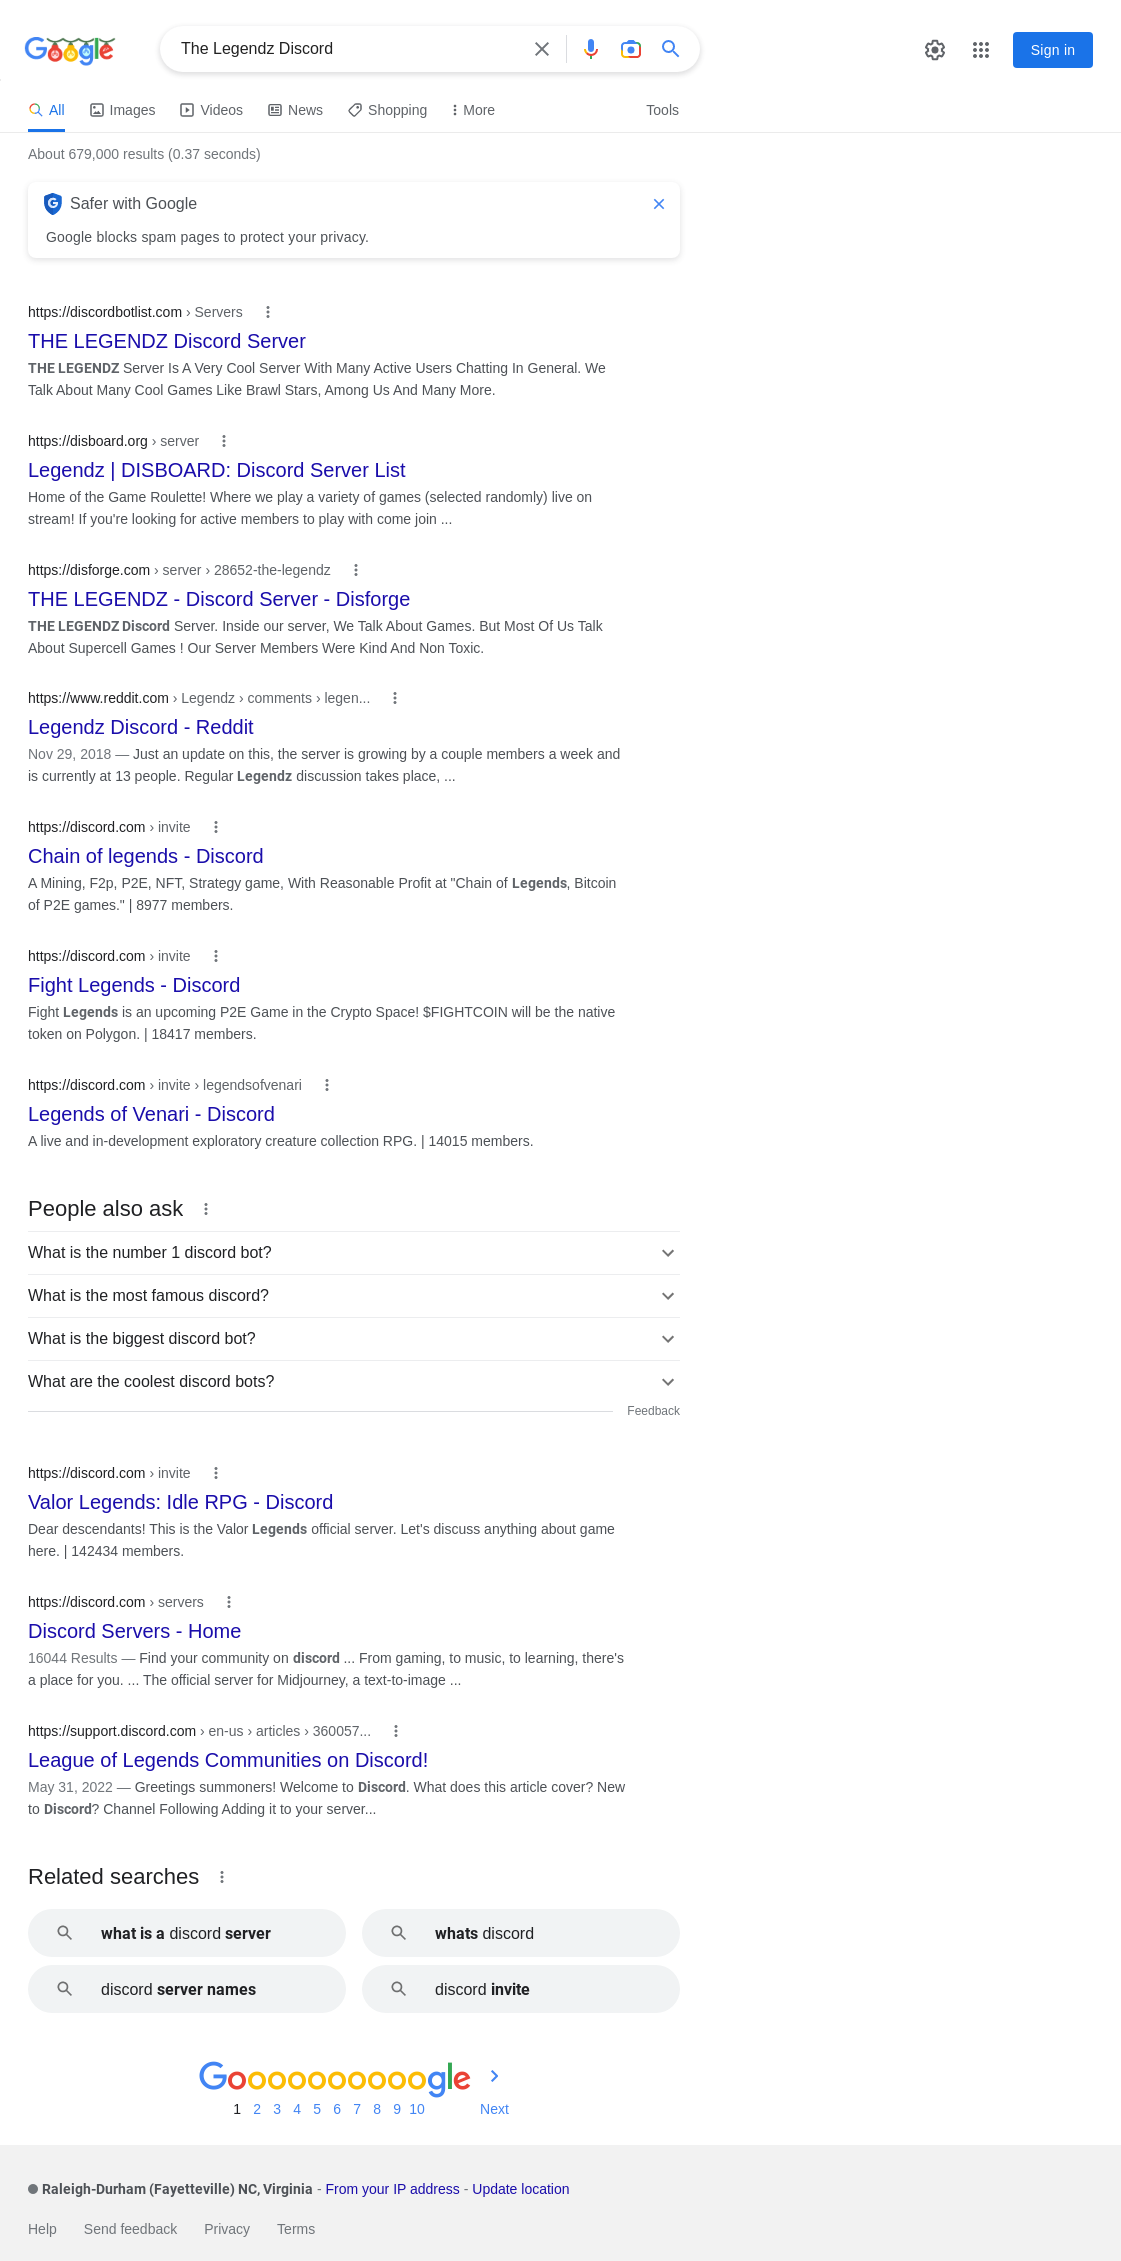 Google
The Legendz Discord
Sign in
All Images Videos News Shopping More Tools
About 679,000 results (0.37 seconds)
Safer with Google
Google blocks spam pages to protect your privacy.
https://discordbotlist.com › Servers
THE LEGENDZ Discord Server
THE LEGENDZ Server Is A Very Cool Server With Many Active Users Chatting In General. We
Talk About Many Cool Games Like Brawl Stars, Among Us And Many More.
https://disboard.org › server
Legendz | DISBOARD: Discord Server List
Home of the Game Roulette! Where we play a variety of games (selected randomly) live on
stream! If you're looking for active members to play with come join ...
https://disforge.com › server › 28652-the-legendz
THE LEGENDZ - Discord Server - Disforge
THE LEGENDZ Discord Server. Inside our server, We Talk About Games. But Most Of Us Talk
About Supercell Games ! Our Server Members Were Kind And Non Toxic.
https://www.reddit.com › Legendz › comments › legen...
Legendz Discord - Reddit
Nov 29, 2018 — Just an update on this, the server is growing by a couple members a week and
is currently at 13 people. Regular Legendz discussion takes place, ...
https://discord.com › invite
Chain of legends - Discord
A Mining, F2p, P2E, NFT, Strategy game, With Reasonable Profit at "Chain of Legends, Bitcoin
of P2E games." | 8977 members.
https://discord.com › invite
Fight Legends - Discord
Fight Legends is an upcoming P2E Game in the Crypto Space! $FIGHTCOIN will be the native
token on Polygon. | 18417 members.
https://discord.com › invite › legendsofvenari
Legends of Venari - Discord
A live and in-development exploratory creature collection RPG. | 14015 members.
People also ask
What is the number 1 discord bot?
What is the most famous discord?
What is the biggest discord bot?
What are the coolest discord bots?
Feedback
https://discord.com › invite
Valor Legends: Idle RPG - Discord
Dear descendants! This is the Valor Legends official server. Let's discuss anything about game
here. | 142434 members.
https://discord.com › servers
Discord Servers - Home
16044 Results — Find your community on discord ... From gaming, to music, to learning, there's
a place for you. ... The official server for Midjourney, a text-to-image ...
https://support.discord.com › en-us › articles › 360057...
League of Legends Communities on Discord!
May 31, 2022 — Greetings summoners! Welcome to Discord. What does this article cover? New
to Discord? Channel Following Adding it to your server...
Related searches
what is a discord server
whats discord
discord server names
discord invite
Goooooooooogle
1 2 3 4 5 6 7 8 9 10 Next
Raleigh-Durham (Fayetteville) NC, Virginia - From your IP address - Update location
Help Send feedback Privacy Terms